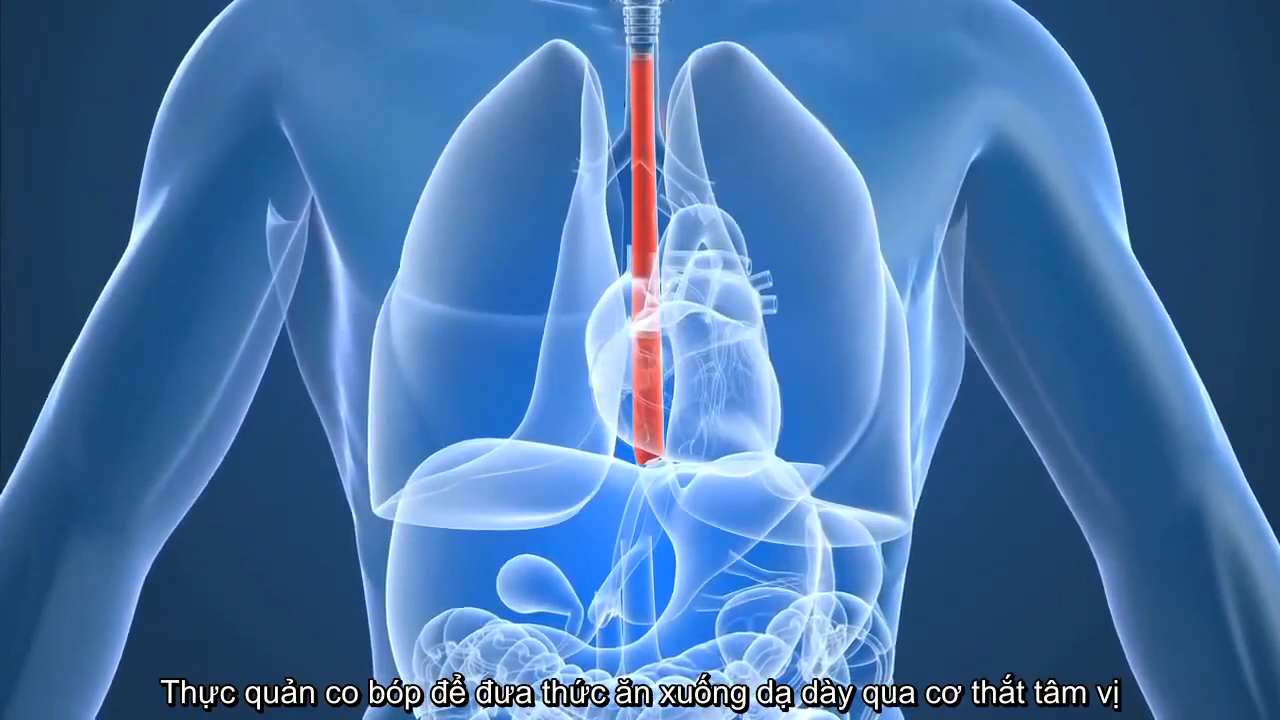 Thực quản co bóp để đưa thức ăn xuống dạ dày qua cơ thắt tâm vị